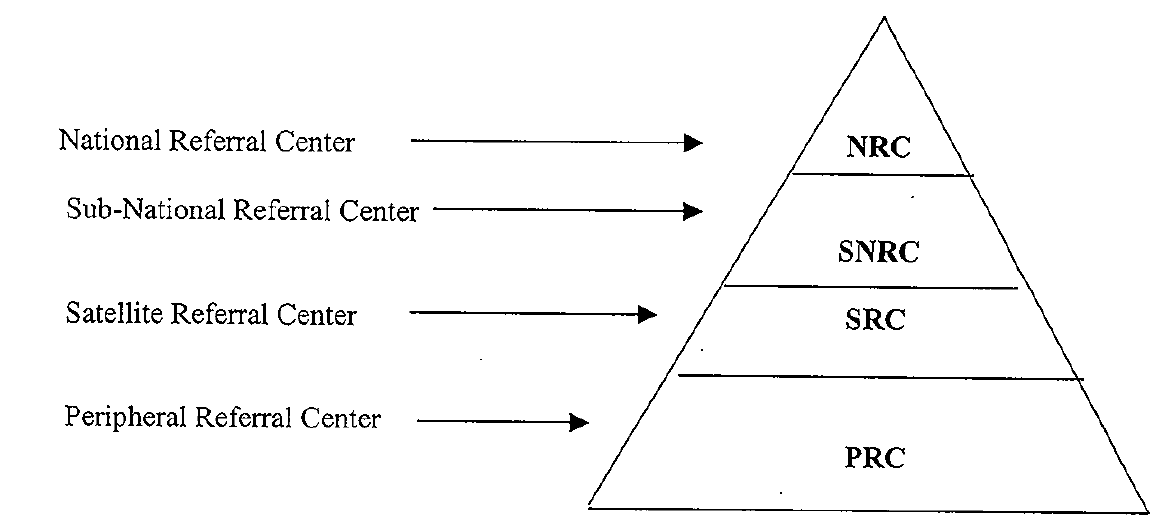 National Referral Center
NRC
Sub-National Referral Center
SNRC
Satellite Referral Center
SRC
Peripheral Referral Center
PRC